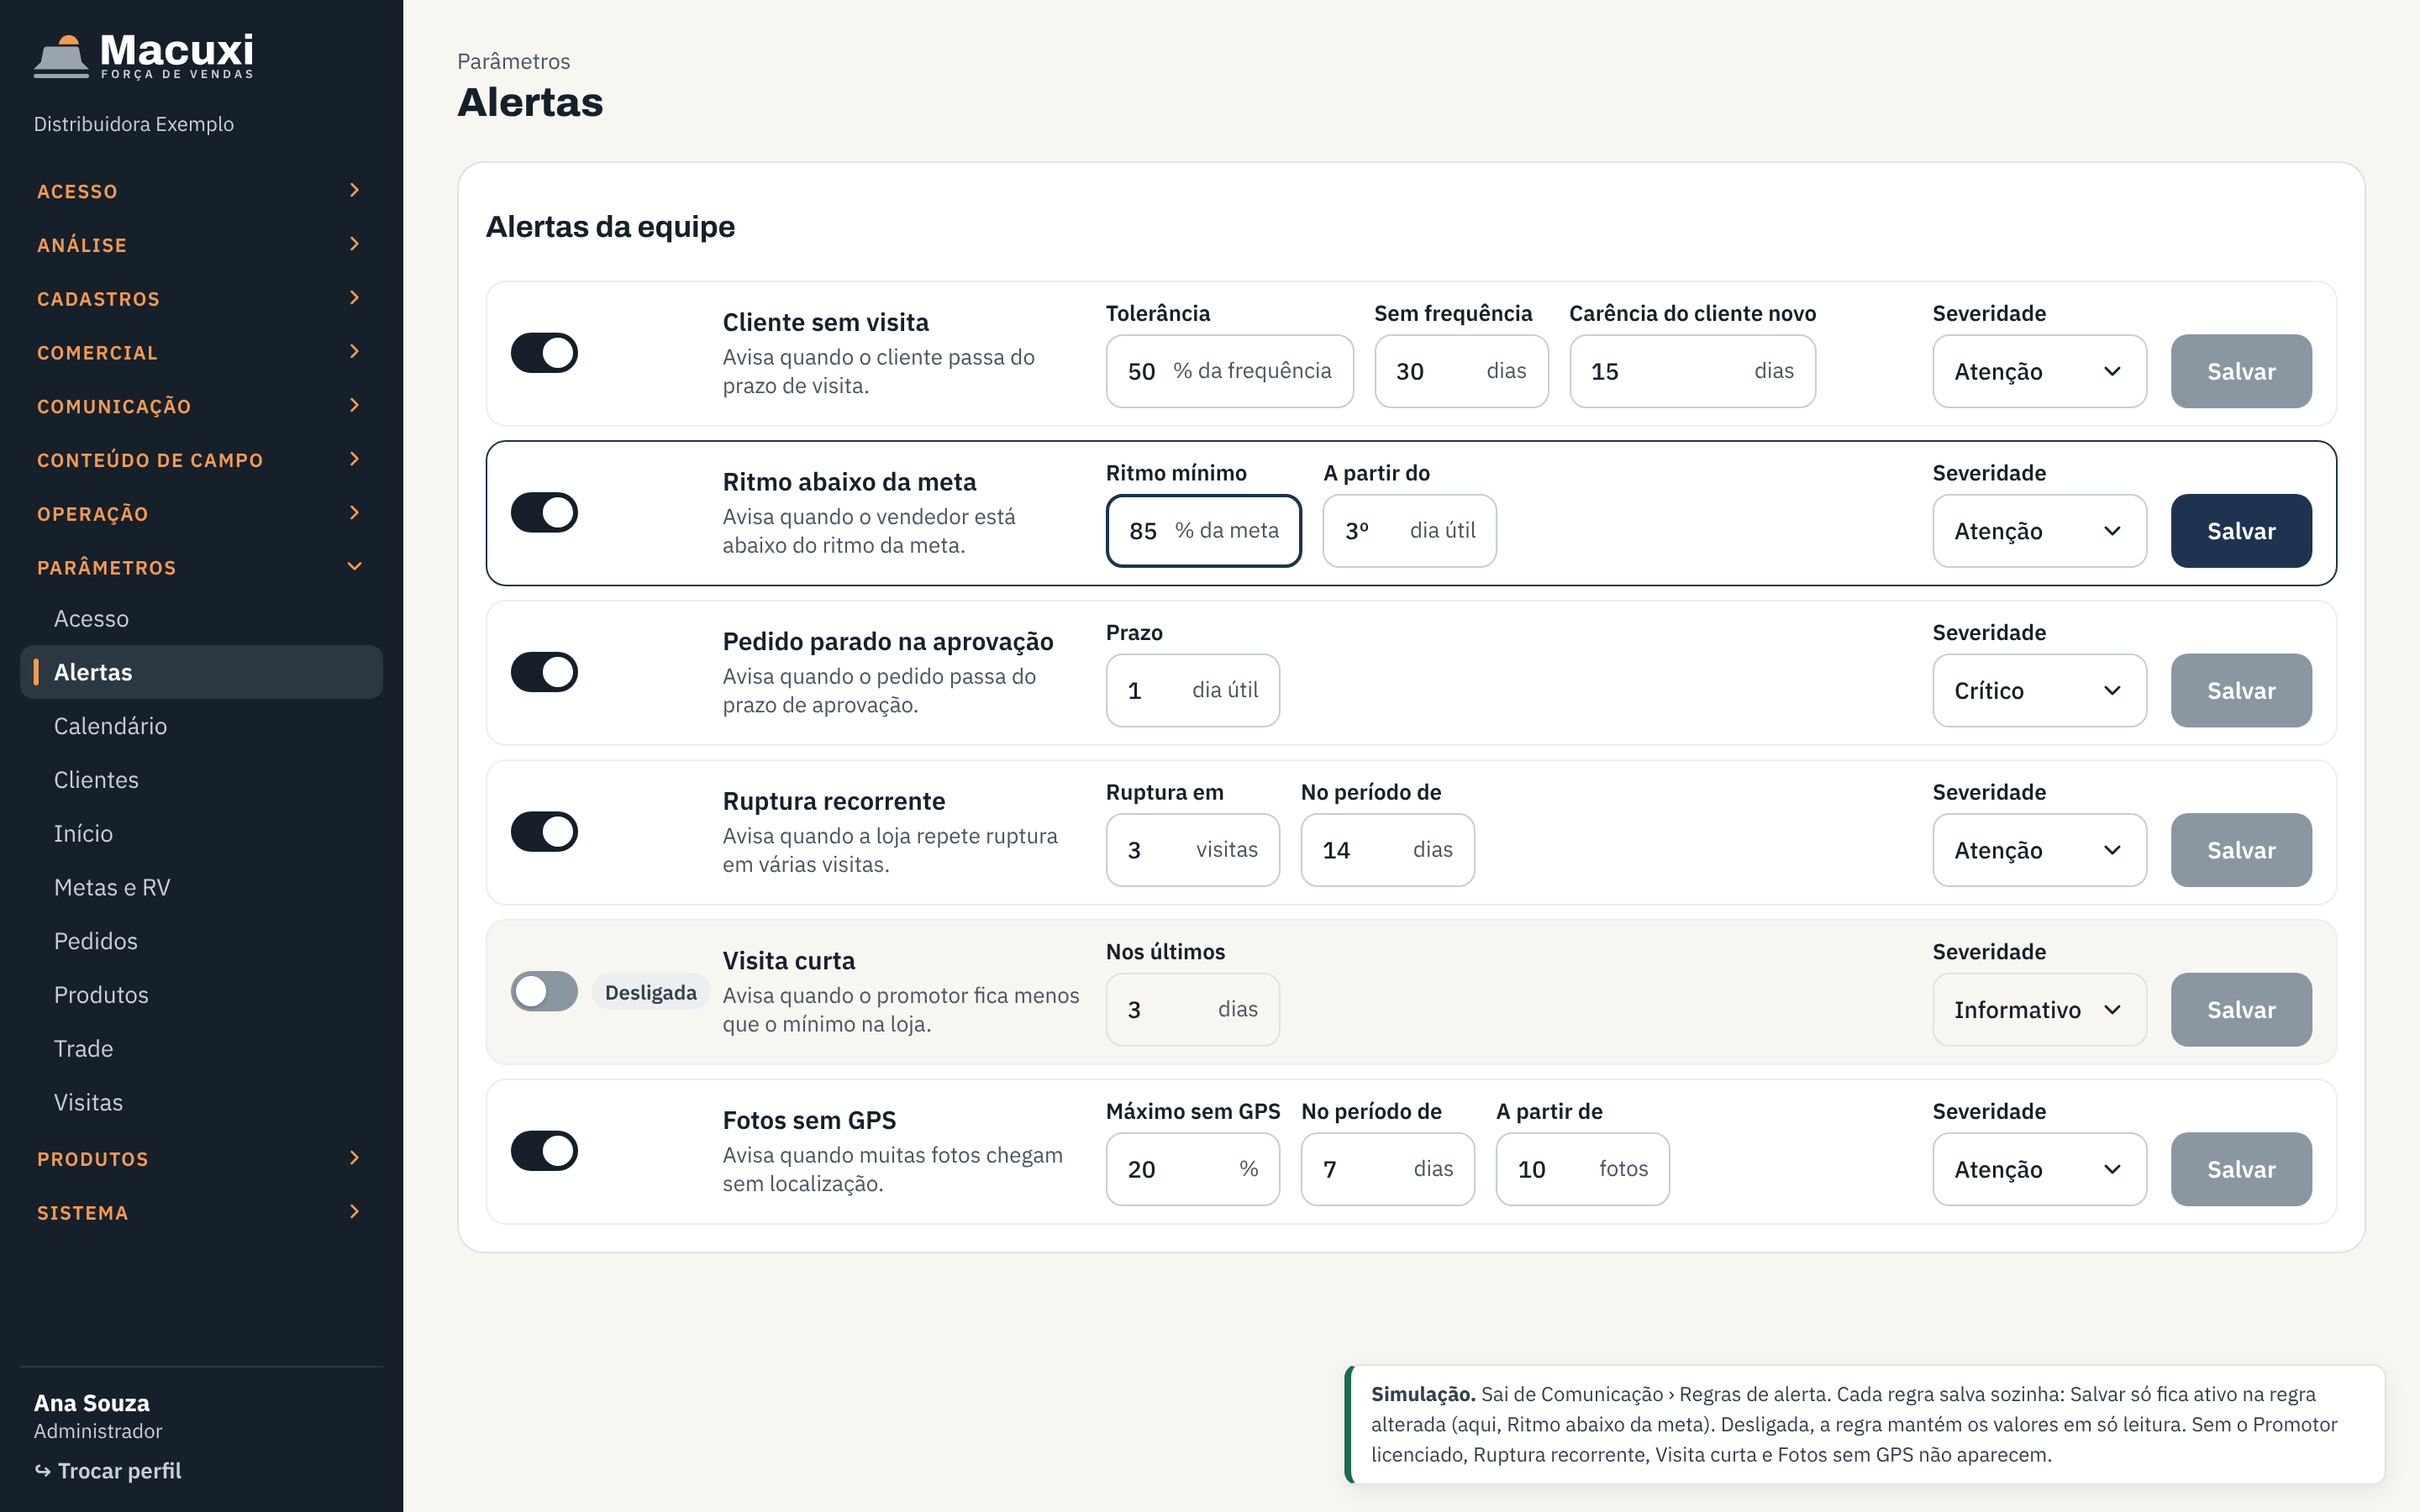 Macuxi
FORÇA DE VENDAS
Distribuidora Exemplo
ACESSO
ANÁLISE
CADASTROS
COMERCIAL
COMUNICAÇÃO
CONTEÚDO DE CAMPO
OPERAÇÃO
PARÂMETROS
Acesso
Alertas
Calendário
Clientes
Início
Metas e RV
Pedidos
Produtos
Trade
Visitas
PRODUTOS
SISTEMA
Ana Souza
Administrador
↪ Trocar perfil
Parâmetros
Alertas
Alertas da equipe
Cliente sem visita
Avisa quando o cliente passa do
prazo de visita.
Tolerância
50 % da frequência
Sem frequência
30 dias
Carência do cliente novo
15 dias
Severidade
Atenção
Salvar
Ritmo abaixo da meta
Avisa quando o vendedor está
abaixo do ritmo da meta.
Ritmo mínimo
85 % da meta
A partir do
3º dia útil
Severidade
Atenção
Salvar
Pedido parado na aprovação
Avisa quando o pedido passa do
prazo de aprovação.
Prazo
1 dia útil
Severidade
Crítico
Salvar
Ruptura recorrente
Avisa quando a loja repete ruptura
em várias visitas.
Ruptura em
3 visitas
No período de
14 dias
Severidade
Atenção
Salvar
Desligada
Visita curta
Avisa quando o promotor fica menos
que o mínimo na loja.
Nos últimos
3 dias
Severidade
Informativo
Salvar
Fotos sem GPS
Avisa quando muitas fotos chegam
sem localização.
Máximo sem GPS
20 %
No período de
7 dias
A partir de
10 fotos
Severidade
Atenção
Salvar
Simulação. Sai de Comunicação › Regras de alerta. Cada regra salva sozinha: Salvar só fica ativo na regra
alterada (aqui, Ritmo abaixo da meta). Desligada, a regra mantém os valores em só leitura. Sem o Promotor
licenciado, Ruptura recorrente, Visita curta e Fotos sem GPS não aparecem.